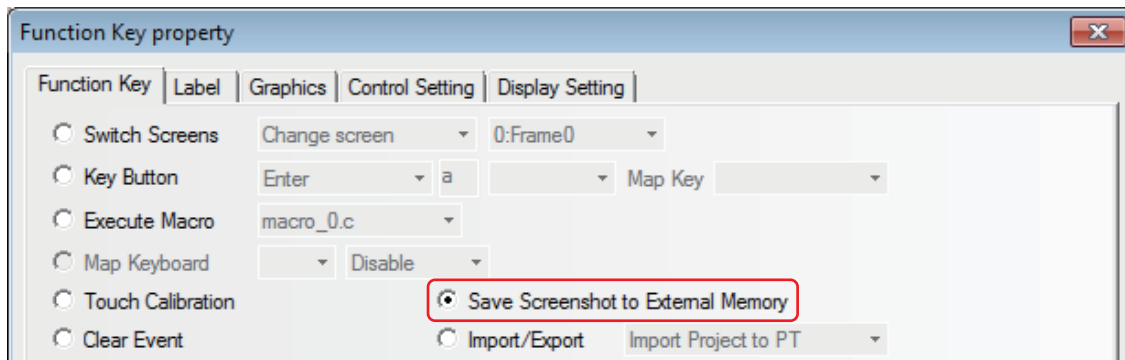 Function Key property
Function Key Label Graphics Control Setting Display Setting
Switch Screens Change screen 0:Frame0
Key Button Enter a Map Key
Execute Macro macro_0.c
Map Keyboard Disable
Touch Calibration Save Screenshot to External Memory
Clear Event Import/Export Import Project to PT